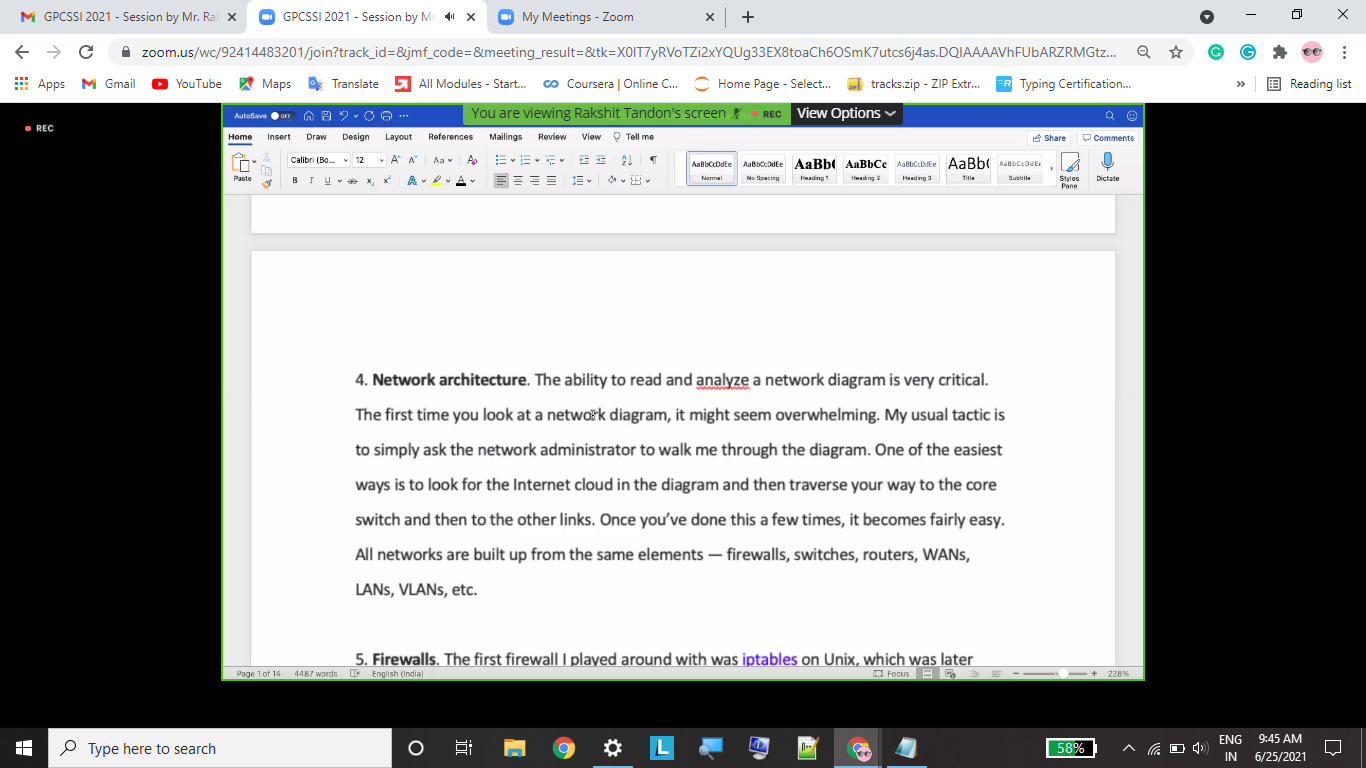 GPCSSI 2021 - Session by Mr. Ra
GPCSSI 2021 - Session by Mr
My Meetings - Zoom
zoom.us/wc/92414483201/join?track_id=&jmf_code=&meeting_result=&tk=X0IT7yRVoTZi2xYQUg33EX8toaCh6OSmK7utcs6j4as.DQIAAAAVhFUbARZRMGtz...
Apps
Gmail
YouTube
Maps
Translate
All Modules - Start...
Coursera | Online C...
Home Page - Select...
tracks.zip - ZIP Extr...
Typing Certification...
»
Reading list
REC
AutoSave OFF
You are viewing Rakshit Tandon's screen REC
View Options
Home Insert Draw Design Layout References Mailings Review View Tell me
Share
Comments
Paste
Calibri (Bo...
12
AaBbCcDdEe
Normal
AaBbCcDdEe
No Spacing
AaBb(
Heading 1
AaBbCc
Heading 2
AaBbCcDdEe
Heading 3
AaBb(
Title
AaBbCcDdEe
Subtitle
Styles
Pane
Dictate
4. Network architecture. The ability to read and analyze a network diagram is very critical.
The first time you look at a network diagram, it might seem overwhelming. My usual tactic is
to simply ask the network administrator to walk me through the diagram. One of the easiest
ways is to look for the Internet cloud in the diagram and then traverse your way to the core
switch and then to the other links. Once you’ve done this a few times, it becomes fairly easy.
All networks are built up from the same elements — firewalls, switches, routers, WANs,
LANs, VLANs, etc.
5. Firewalls. The first firewall I played around with was iptables on Unix, which was later
Page 1 of 14
4487 words
English (India)
Focus
228%
Type here to search
58%
ENG
IN
9:45 AM
6/25/2021